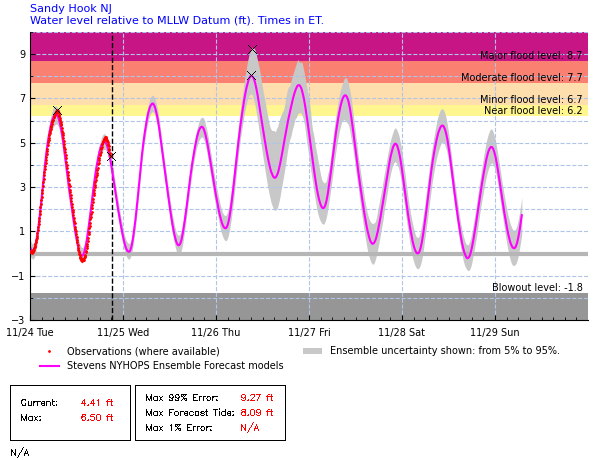 Sandy Hook NJ
Water level relative to MLLW Datum (ft). Times in ET.
9
7
5
3
1
−1
−3
Major flood level: 8.7
Moderate flood level: 7.7
Minor flood level: 6.7
Near flood level: 6.2
Blowout level: -1.8
11/24 Tue 11/25 Wed 11/26 Thu 11/27 Fri 11/28 Sat 11/29 Sun
Observations (where available) Ensemble uncertainty shown: from 5% to 95%.
Stevens NYHOPS Ensemble Forecast models
Current: 4.41 ft
Max: 6.50 ft
Max 99% Error: 9.27 ft
Max Forecast Tide: 8.09 ft
Max 1% Error: N/A
N/A